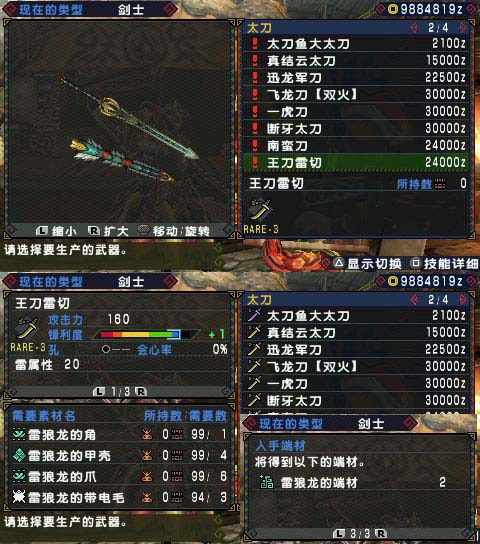 现在的类型 剑士
9884819z
太刀 2/4
太刀鱼大太刀 2100z
真结云太刀 15000z
迅龙军刀 22500z
飞龙刀【双火】 30000z
一虎刀 30000z
断牙太刀 30000z
南蛮刀 24000z
王刀雷切 24000z
王刀雷切 所持数 0
RARE-3
L 缩小 R 扩大 移动/旋转
请选择要生产的武器。
△显示切换 □技能详细
现在的类型 剑士
9884819z
王刀雷切
攻击力 160
锋利度 +1
RARE-3 孔 ○-- 会心率 0%
雷属性 20
L 1/3 R
太刀 2/4
太刀鱼大太刀 2100z
真结云太刀 15000z
迅龙军刀 22500z
飞龙刀【双火】 30000z
一虎刀 30000z
断牙太刀 30000z
需要素材名 所持数/需要数
雷狼龙的角 0 99/ 1
雷狼龙的甲壳 0 99/ 4
雷狼龙的爪 0 99/ 6
雷狼龙的带电毛 0 94/ 3
请选择要生产的武器。
现在的类型 剑士
入手端材
将得到以下的端材。
雷狼龙的端材 2
L 3/3 R